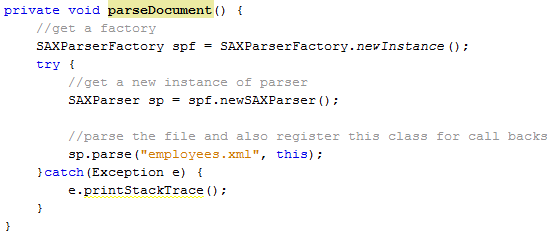 private void parseDocument() {
    //get a factory
    SAXParserFactory spf = SAXParserFactory.newInstance();
    try {
        //get a new instance of parser
        SAXParser sp = spf.newSAXParser();

        //parse the file and also register this class for call backs
        sp.parse("employees.xml", this);
    }catch(Exception e) {
        e.printStackTrace();
    }
}